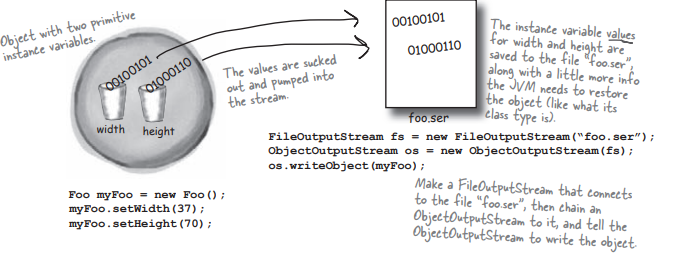 Object with two primitive
instance variables.
00100101
01000110
width
height
The values are sucked
out and pumped into
the stream.
00100101
01000110
foo.ser
The instance variable values
for width and height are
saved to the file "foo.ser",
along with a little more info
the JVM needs to restore
the object (like what its
class type is).
Foo myFoo = new Foo();
myFoo.setWidth(37);
myFoo.setHeight(70);
FileOutputStream fs = new FileOutputStream(“foo.ser”);
ObjectOutputStream os = new ObjectOutputStream(fs);
os.writeObject(myFoo);
Make a FileOutputStream that connects
to the file "foo.ser", then chain an
ObjectOutputStream to it, and tell the
ObjectOutputStream to write the object.